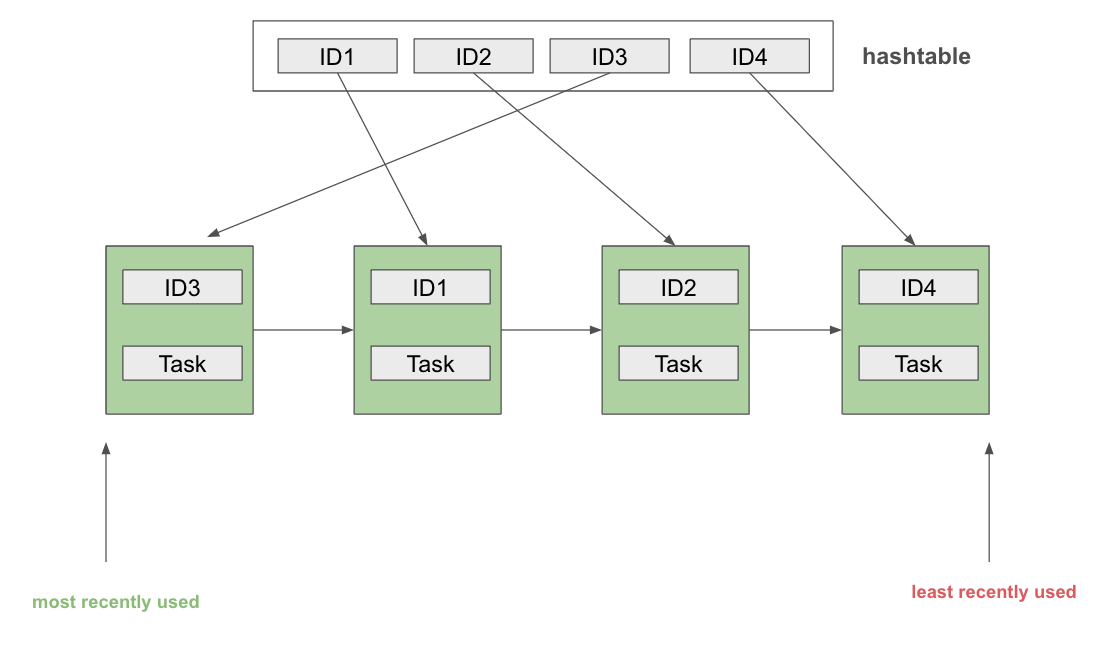 ID1 ID2 ID3 ID4 hashtable
ID3 ID1 ID2 ID4
Task Task Task Task
most recently used
least recently used